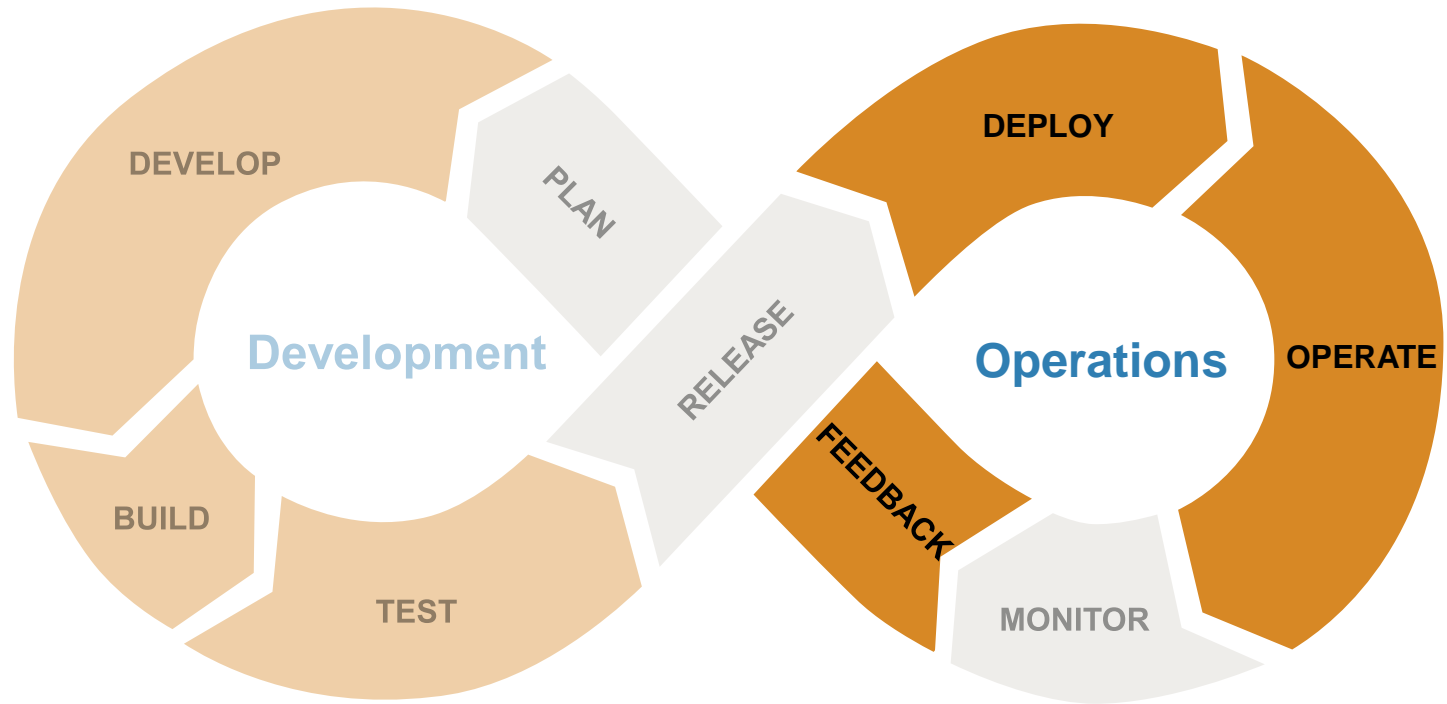 DEVELOP
PLAN
DEPLOY
Development
RELEASE
Operations
OPERATE
FEEDBACK
BUILD
TEST
MONITOR